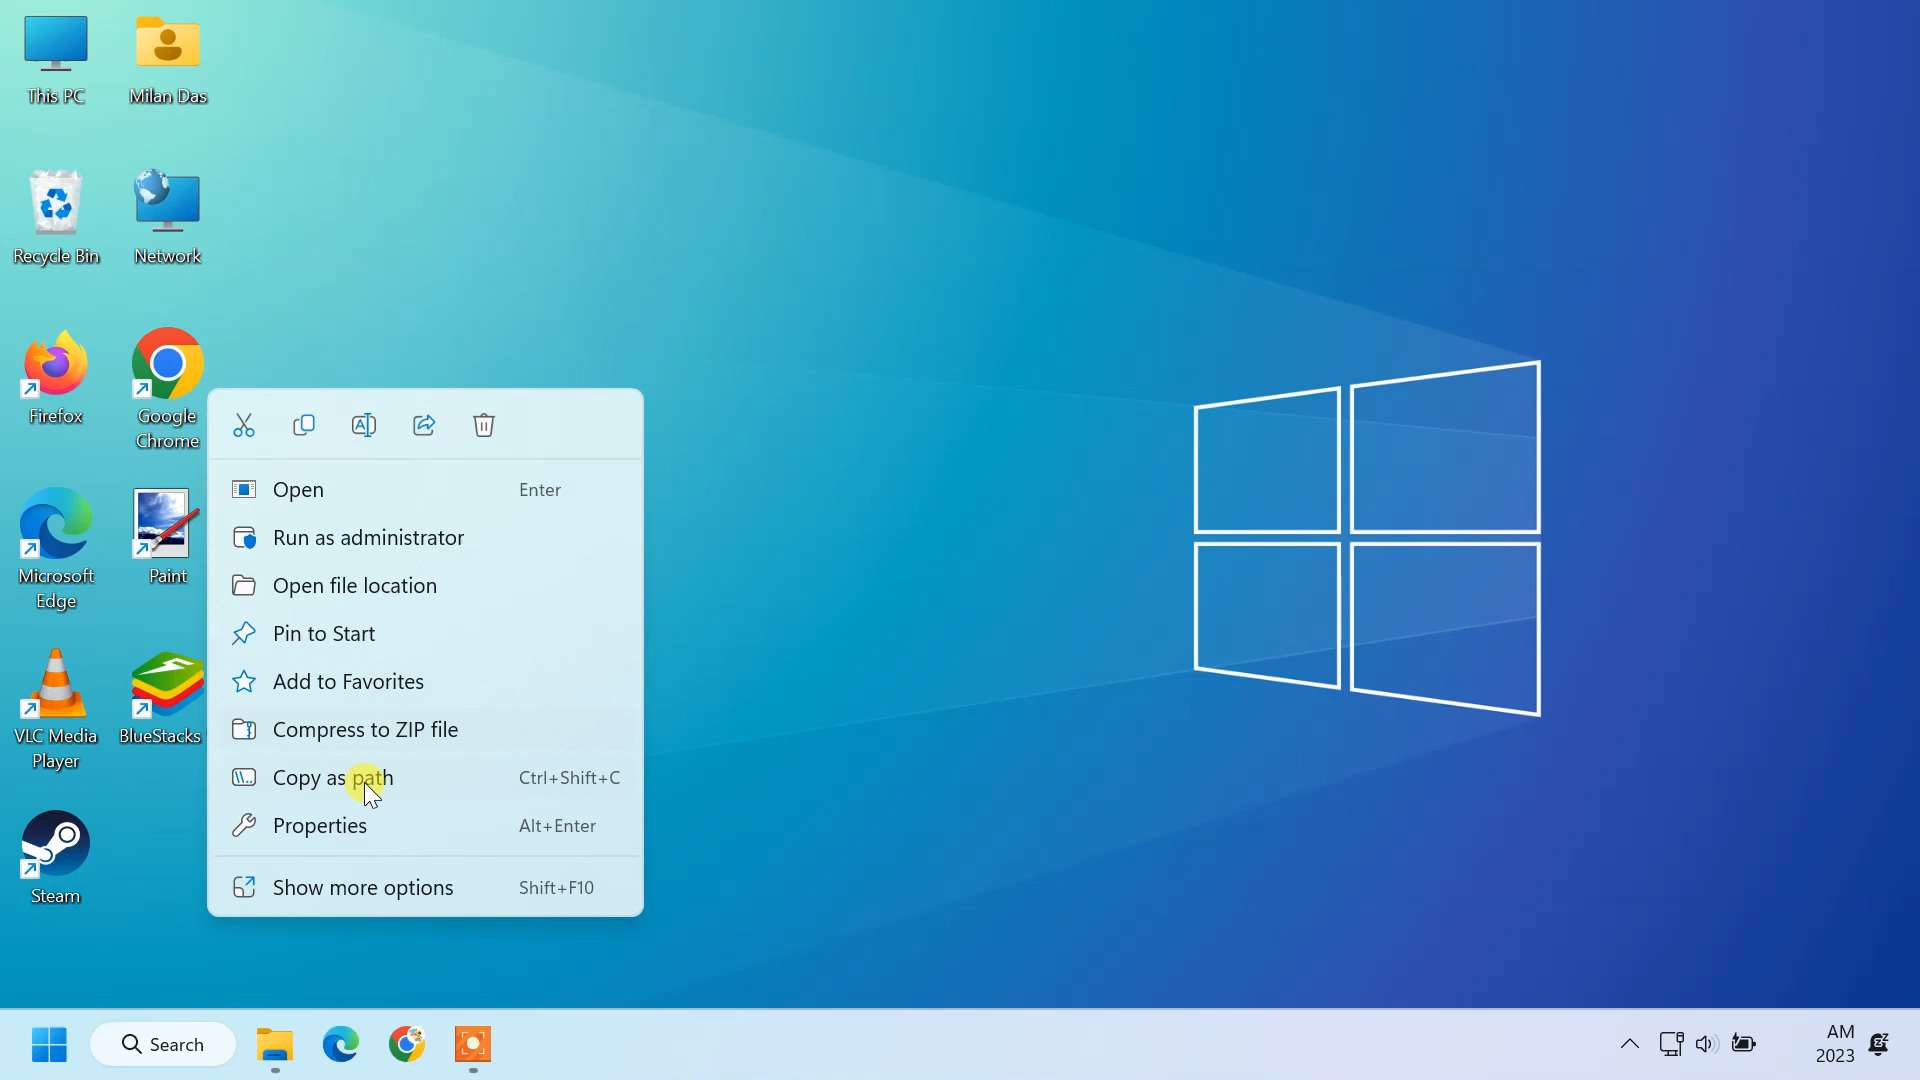 This PC
Milan Das
Recycle Bin
Network
Firefox
Google
Chrome
Microsoft
Edge
Paint
VLC Media
Player
BlueStacks
Steam
Open Enter
Run as administrator
Open file location
Pin to Start
Add to Favorites
Compress to ZIP file
Copy as path Ctrl+Shift+C
Properties Alt+Enter
Show more options Shift+F10
Search
AM
2023